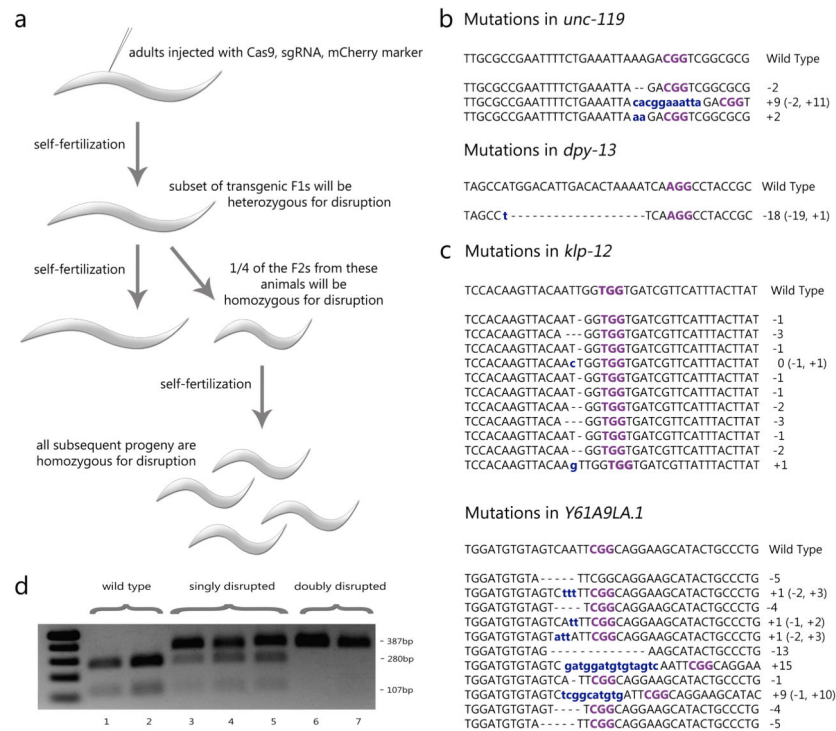 a
adults injected with Cas9, sgRNA, mCherry marker
self-fertilization
subset of transgenic F1s will be
heterozygous for disruption
self-fertilization
1/4 of the F2s from these
animals will be
homozygous for disruption
self-fertilization
all subsequent progeny are
homozygous for disruption
b Mutations in unc-119
TTGCGCCGAATTTTCTGAAATTAAAGACGGTCGGCGCG Wild Type
TTGCGCCGAATTTTCTGAAATTA--GACGGTCGGCGCG -2
TTGCGCCGAATTTTCTGAAATTAcacggaaattaGACGGT +9 (-2, +11)
TTGCGCCGAATTTTCTGAAATTA aaGACGGTCGGCGCG +2
Mutations in dpy-13
TAGCCATGGACATTGACACTAAAATCAAGGCCTACCGC Wild Type
TAGCCt-------------------TCAAGGCCTACCGC -18 (-19, +1)
c Mutations in klp-12
TCCACAAGTTACAATTGGTGGTGATCGTTCATTTACTTAT Wild Type
TCCACAAGTTACAAT-GGTGGTGATCGTTCATTTACTTAT -1
TCCACAAGTTACA---GGTGGTGATCGTTCATTTACTTAT -3
TCCACAAGTTACAAT-GGTGGTGATCGTTCATTTACTTAT -1
TCCACAAGTTACAAcTGGTGGTGATCGTTCATTTACTTAT 0 (-1, +1)
TCCACAAGTTACAAT-GGTGGTGATCGTTCATTTACTTAT -1
TCCACAAGTTACAAT-GGTGGTGATCGTTCATTTACTTAT -1
TCCACAAGTTACAA--GGTGGTGATCGTTCATTTACTTAT -2
TCCACAAGTTACA---GGTGGTGATCGTTCATTTACTTAT -3
TCCACAAGTTACAAT-GGTGGTGATCGTTCATTTACTTAT -1
TCCACAAGTTACAA--GGTGGTGATCGTTCATTTACTTAT -2
TCCACAAGTTACAAgTTGGTGGTGATCGTTATTTACTTAT +1
Mutations in Y61A9LA.1
TGGATGTGTAGTCAATTCGGCAGGAAGCATACTGCCCTG Wild Type
TGGATGTGTA-----TTCGGCAGGAAGCATACTGCCCTG -5
TGGATGTGTAGTCtttTTCGGCAGGAAGCATACTGCCCTG +1 (-2, +3)
TGGATGTGTAGT----TCGGCAGGAAGCATACTGCCCTG -4
TGGATGTGTAGTCAttTTCGGCAGGAAGCATACTGCCCTG +1 (-1, +2)
TGGATGTGTAGTattATTCGGCAGGAAGCATACTGCCCTG +1 (-2, +3)
TGGATGTGTAG-------------AAGCATACTGCCCTG -13
TGGATGTGTAGTC gatggatgtgtagtcAATTCGGCAGGAA +15
TGGATGTGTAGTCA-TTCGGCAGGAAGCATACTGCCCTG -1
TGGATGTGTAGTCtcggcatgtgATTCGGCAGGAAGCATAC +9 (-1, +10)
TGGATGTGTAGT----TCGGCAGGAAGCATACTGCCCTG -4
TGGATGTGTA-----TTCGGCAGGAAGCATACTGCCCTG -5
d
wild type singly disrupted doubly disrupted
- 387bp
- 280bp
- 107bp
1 2 3 4 5 6 7